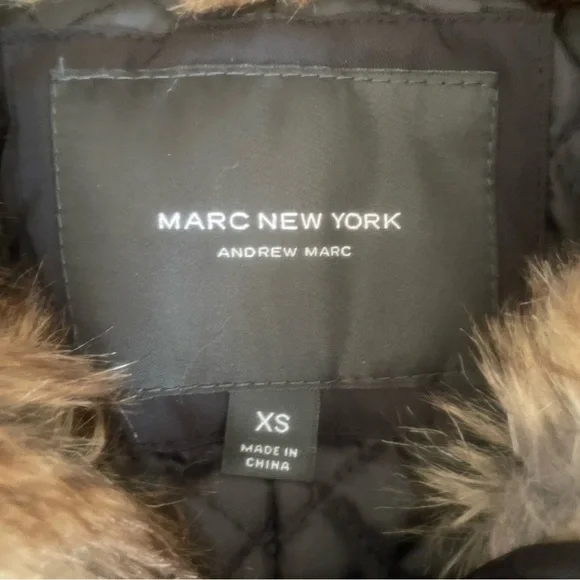 MARC NEW YORK
ANDREW MARC
XS
MADE IN
CHINA